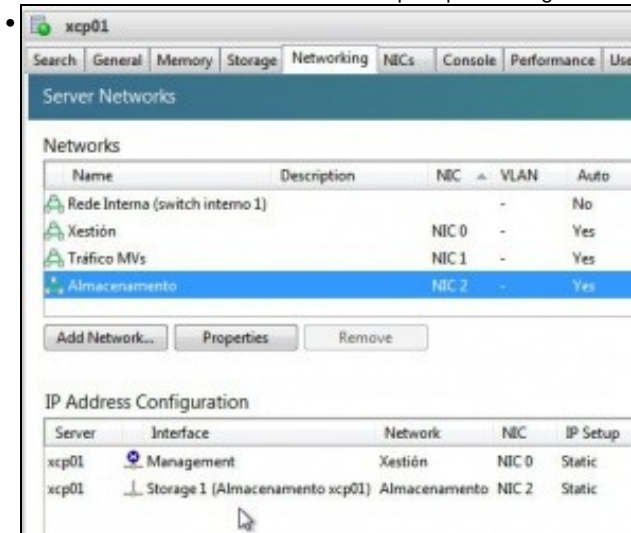 xcp01
Search General Memory Storage Networking NICs Console Performance Use
Server Networks
Networks
Name Description NIC VLAN Auto
Rede Interna (switch interno 1) - No
Xestión NIC 0 - Yes
Tráfico MVs NIC 1 - Yes
Almacenamento NIC 2 - Yes
Add Network... Properties Remove
IP Address Configuration
Server Interface Network NIC IP Setup
xcp01 Management Xestión NIC 0 Static
xcp01 Storage 1 (Almacenamento xcp01) Almacenamento NIC 2 Static